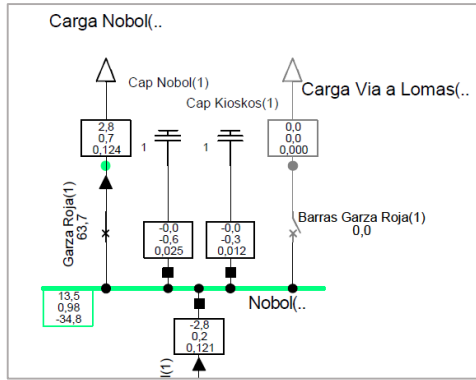 Carga Nobol(..
Cap Nobol(1)
Cap Kioskos(1)
Carga Via a Lomas(..
2,8
0,7
0,124
1
1
0,0
0,0
0,000
Garza Roja(1)
63,7
-0,0
-0,6
0,025
-0,0
-0,3
0,012
Barras Garza Roja(1)
0,0
13,5
0,98
-34,8
Nobol(..
-2,8
0,2
0,121
l(1)